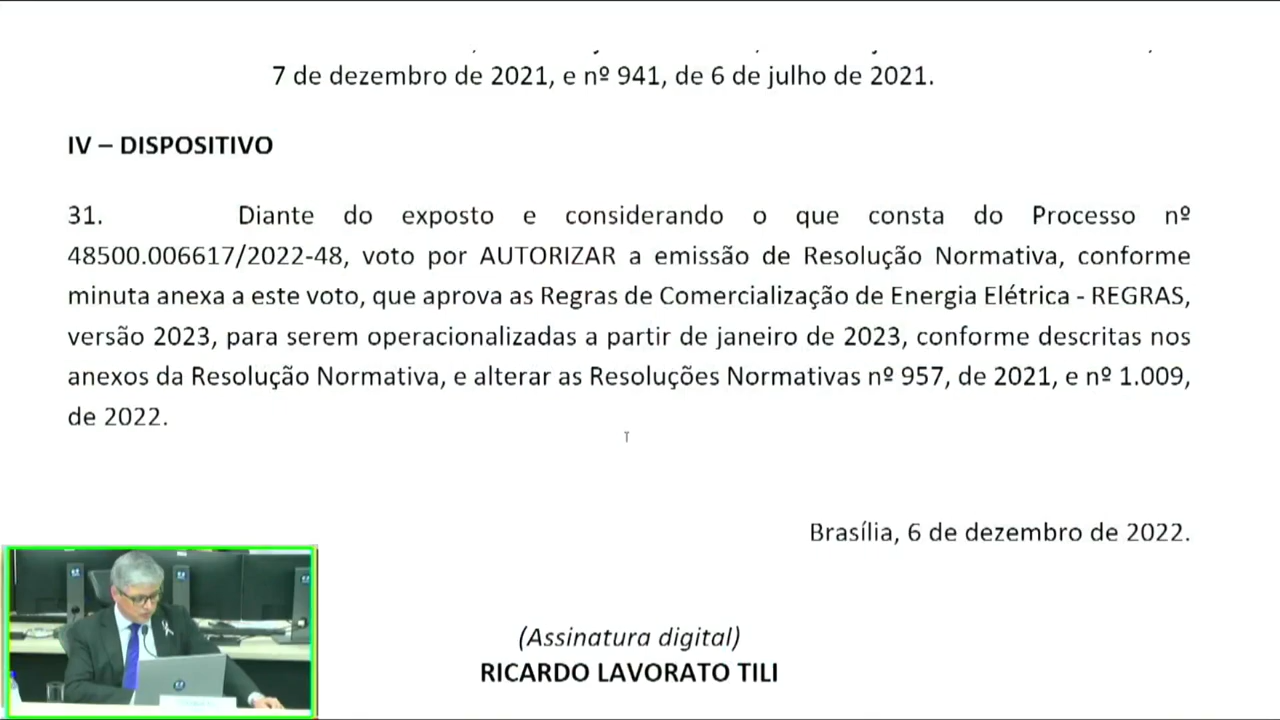 7 de dezembro de 2021, e nº 941, de 6 de julho de 2021.
IV – DISPOSITIVO
31. Diante do exposto e considerando o que consta do Processo nº
48500.006617/2022-48, voto por AUTORIZAR a emissão de Resolução Normativa, conforme
minuta anexa a este voto, que aprova as Regras de Comercialização de Energia Elétrica - REGRAS,
versão 2023, para serem operacionalizadas a partir de janeiro de 2023, conforme descritas nos
anexos da Resolução Normativa, e alterar as Resoluções Normativas nº 957, de 2021, e nº 1.009,
de 2022.
Brasília, 6 de dezembro de 2022.
(Assinatura digital)
RICARDO LAVORATO TILI